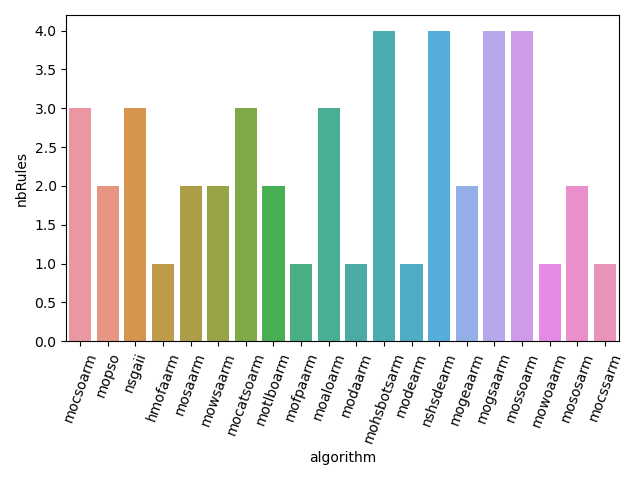 nbRules
4.0
3.5
3.0
2.5
2.0
1.5
1.0
0.5
0.0
mocsoarm
mopso
nsgaii
hmofaarm
mosaarm
mowsaarm
mocatsoarm
motlboarm
mofpaarm
moaloarm
modaarm
mohsbotsarm
modearm
nshsdearm
mogeaarm
mogsaarm
mossoarm
mowoaarm
mososarm
mocssarm
algorithm